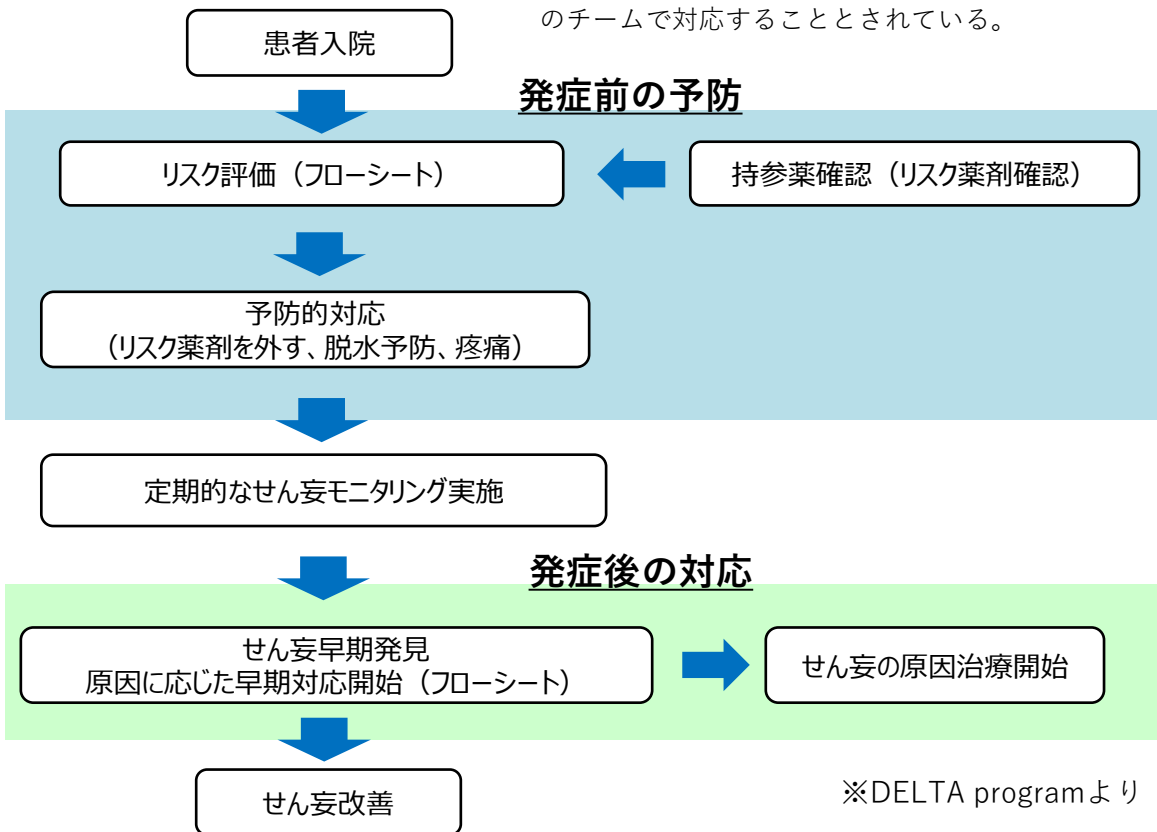 のチームで対応することとされている。
患者入院
発症前の予防
リスク評価（フローシート）
持参薬確認（リスク薬剤確認）
予防的対応
（リスク薬剤を外す、脱水予防、疼痛）
定期的なせん妄モニタリング実施
発症後の対応
せん妄早期発見
原因に応じた早期対応開始（フローシート）
せん妄の原因治療開始
せん妄改善
※DELTA programより